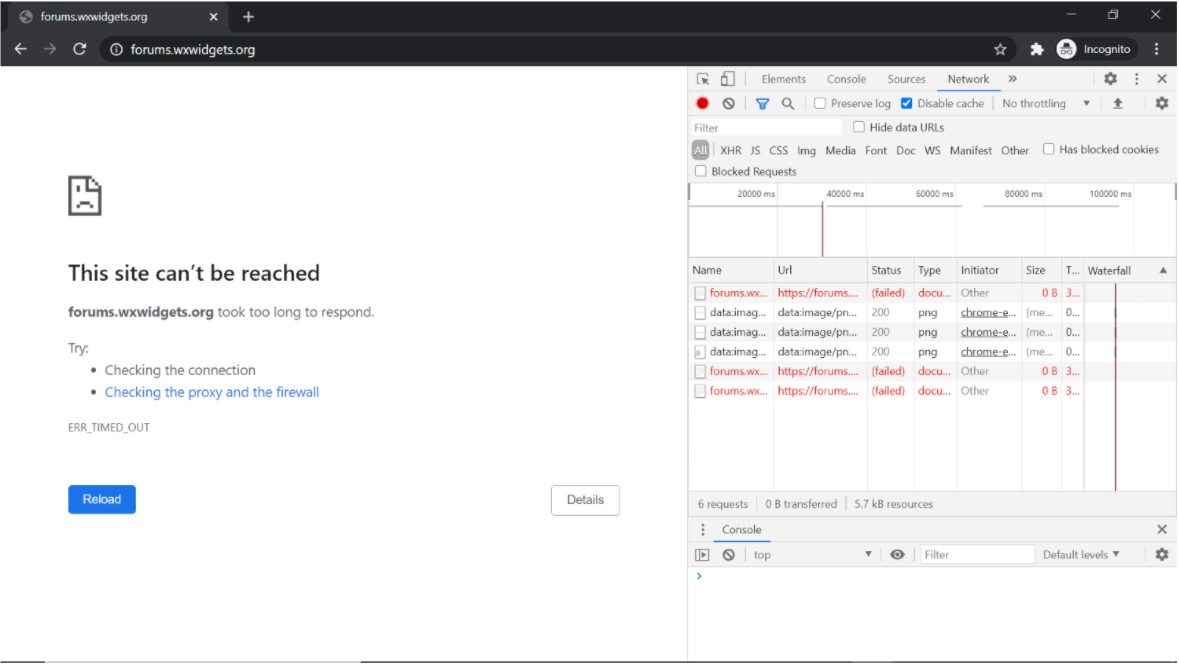 forums.wxwidgets.org
forums.wxwidgets.org
Incognito
This site can't be reached
forums.wxwidgets.org took too long to respond.
Try:
• Checking the connection
• Checking the proxy and the firewall
ERR_TIMED_OUT
Reload
Details
Elements Console Sources Network »
Preserve log Disable cache No throttling
Filter Hide data URLs
All XHR JS CSS Img Media Font Doc WS Manifest Other Has blocked cookies
Blocked Requests
20000 ms 40000 ms 60000 ms 80000 ms 100000 ms
Name Url Status Type Initiator Size T... Waterfall
forums.wx... https://forums.... (failed) docu... Other 0 B 3...
data:imag... data:image/pn... 200 png chrome-e... (me... 0...
data:imag... data:image/pn... 200 png chrome-e... (me... 0...
data:imag... data:image/pn... 200 png chrome-e... (me... 0...
forums.wx... https://forums.... (failed) docu... Other 0 B 3...
forums.wx... https://forums.... (failed) docu... Other 0 B 3...
6 requests 0 B transferred 5.7 kB resources
Console
top Filter Default levels